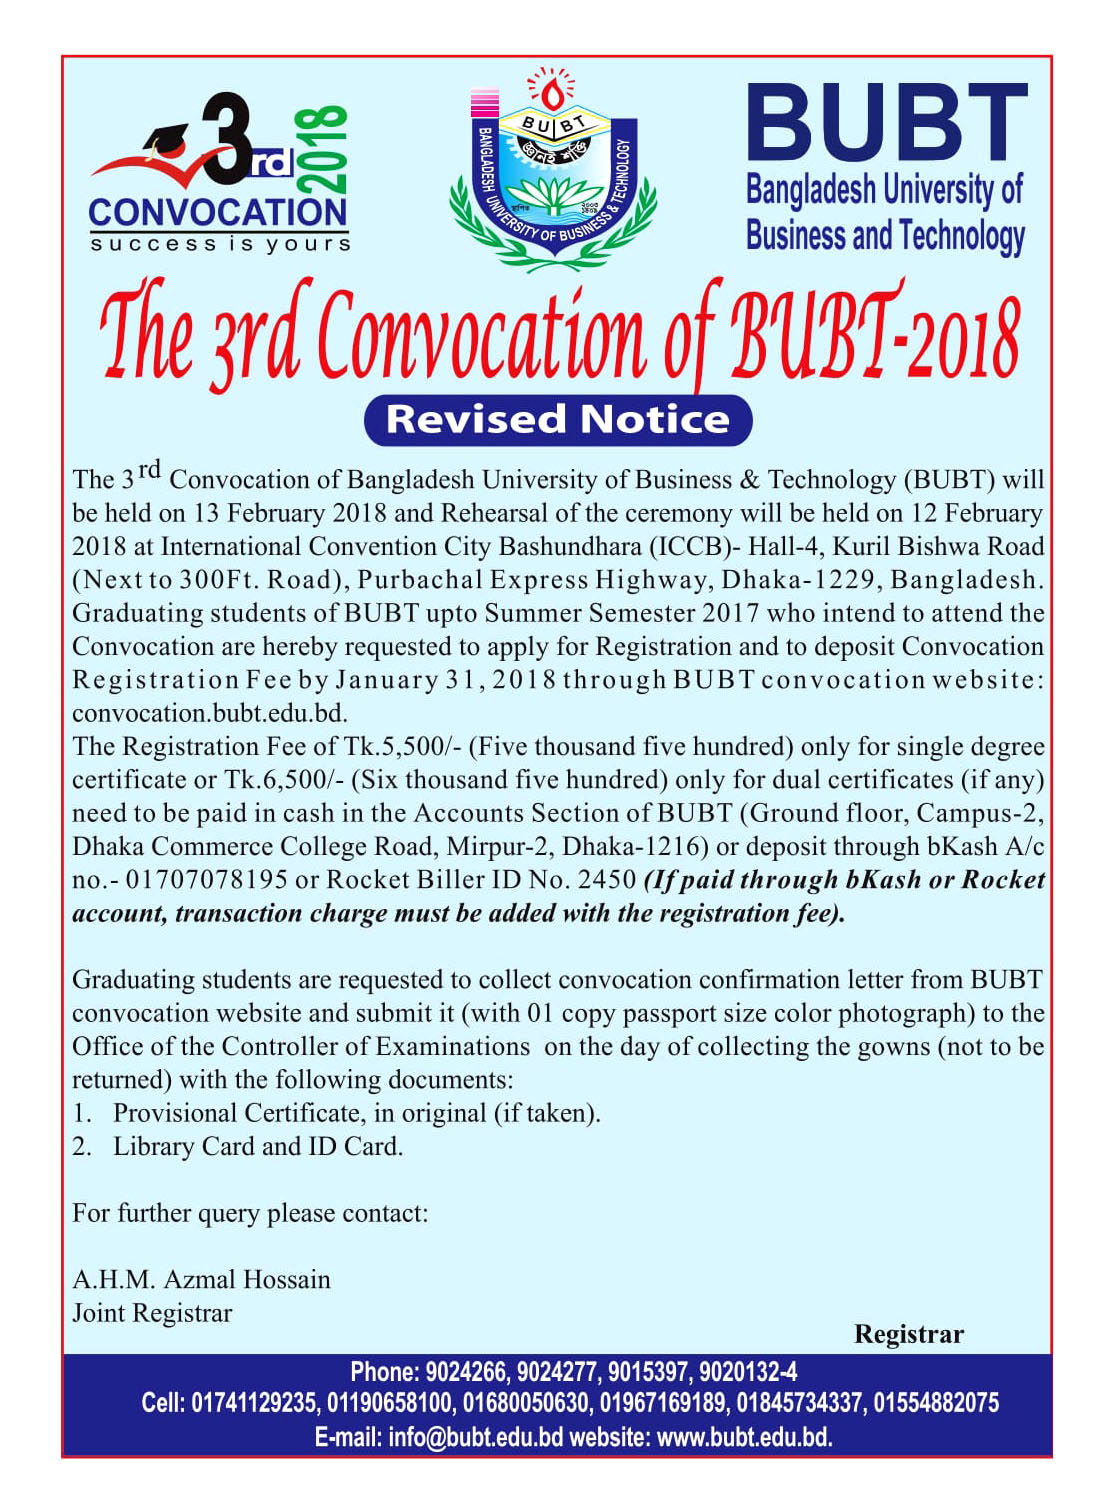 3rd 2018
CONVOCATION
success is yours
BUBT
জ্ঞানই শক্তি
স্থাপিত ২০০৩
BANGLADESH UNIVERSITY OF BUSINESS & TECHNOLOGY
BUBT
Bangladesh University of
Business and Technology
The 3rd Convocation of BUBT-2018
Revised Notice
The 3rd Convocation of Bangladesh University of Business & Technology (BUBT) will
be held on 13 February 2018 and Rehearsal of the ceremony will be held on 12 February
2018 at International Convention City Bashundhara (ICCB)- Hall-4, Kuril Bishwa Road
(Next to 300Ft. Road), Purbachal Express Highway, Dhaka-1229, Bangladesh.
Graduating students of BUBT upto Summer Semester 2017 who intend to attend the
Convocation are hereby requested to apply for Registration and to deposit Convocation
Registration Fee by January 31, 2018 through BUBT convocation website:
convocation.bubt.edu.bd.
The Registration Fee of Tk.5,500/- (Five thousand five hundred) only for single degree
certificate or Tk.6,500/- (Six thousand five hundred) only for dual certificates (if any)
need to be paid in cash in the Accounts Section of BUBT (Ground floor, Campus-2,
Dhaka Commerce College Road, Mirpur-2, Dhaka-1216) or deposit through bKash A/c
no.- 01707078195 or Rocket Biller ID No. 2450 (If paid through bKash or Rocket
account, transaction charge must be added with the registration fee).
Graduating students are requested to collect convocation confirmation letter from BUBT
convocation website and submit it (with 01 copy passport size color photograph) to the
Office of the Controller of Examinations on the day of collecting the gowns (not to be
returned) with the following documents:
1. Provisional Certificate, in original (if taken).
2. Library Card and ID Card.
For further query please contact:
A.H.M. Azmal Hossain
Joint Registrar
Registrar
Phone: 9024266, 9024277, 9015397, 9020132-4
Cell: 01741129235, 01190658100, 01680050630, 01967169189, 01845734337, 01554882075
E-mail: info@bubt.edu.bd website: www.bubt.edu.bd.